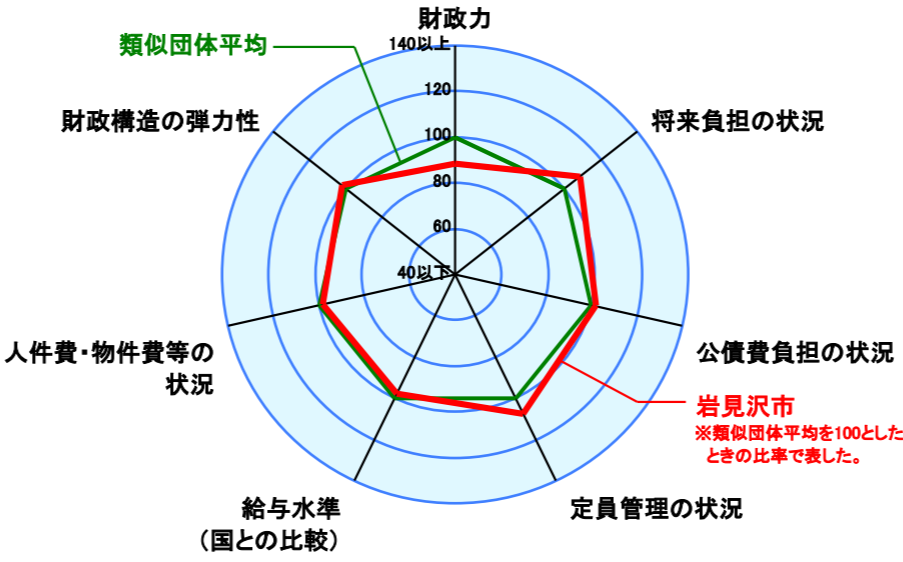 財政力
140以上
類似団体平均
120
財政構造の弾力性
将来負担の状況
100
80
60
40以下
人件費・物件費等の
状況
公債費負担の状況
岩見沢市
※類似団体平均を100とした
ときの比率で表した。
給与水準
（国との比較）
定員管理の状況